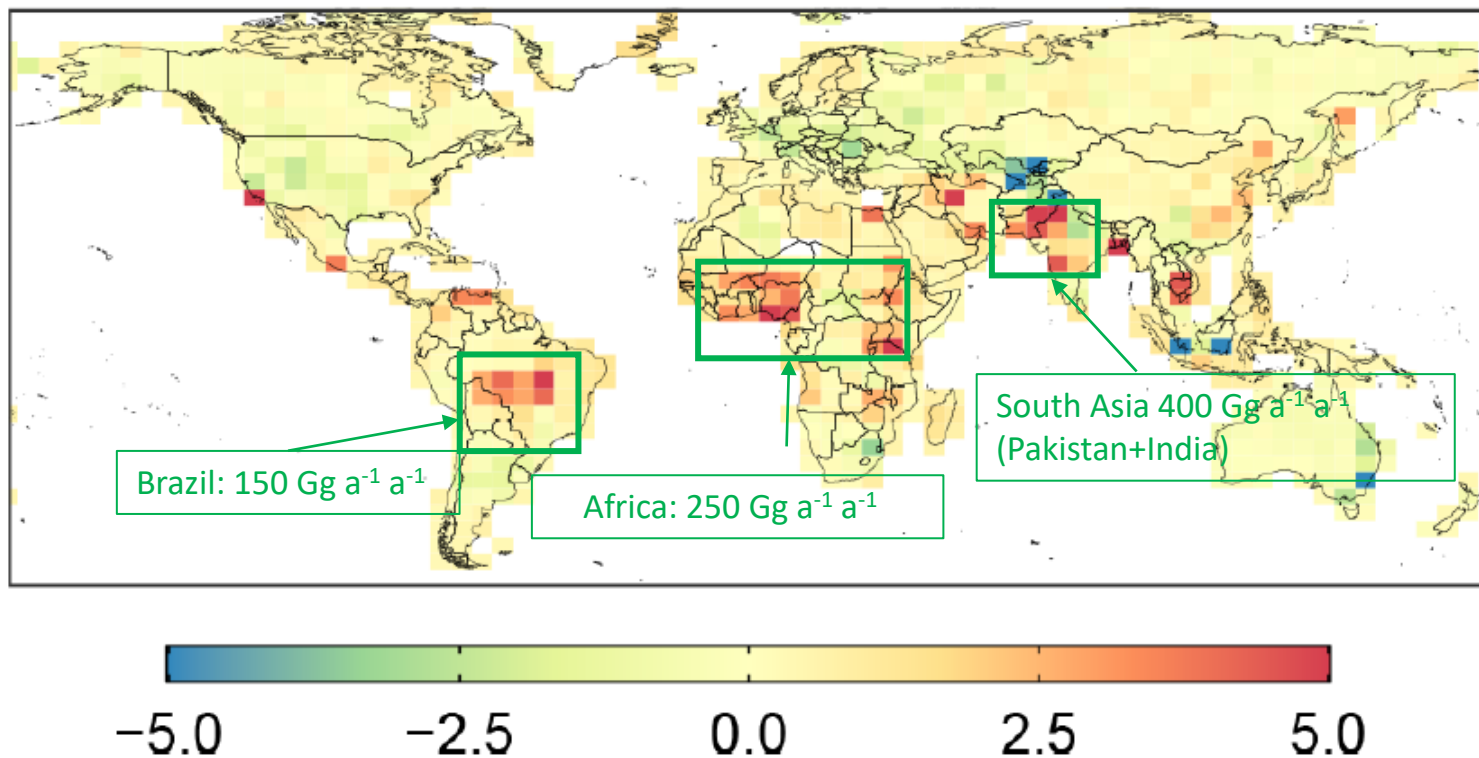 South Asia 400 Gg a⁻¹ a⁻¹
(Pakistan+India)
Brazil: 150 Gg a⁻¹ a⁻¹
Africa: 250 Gg a⁻¹ a⁻¹
−5.0 −2.5 0.0 2.5 5.0